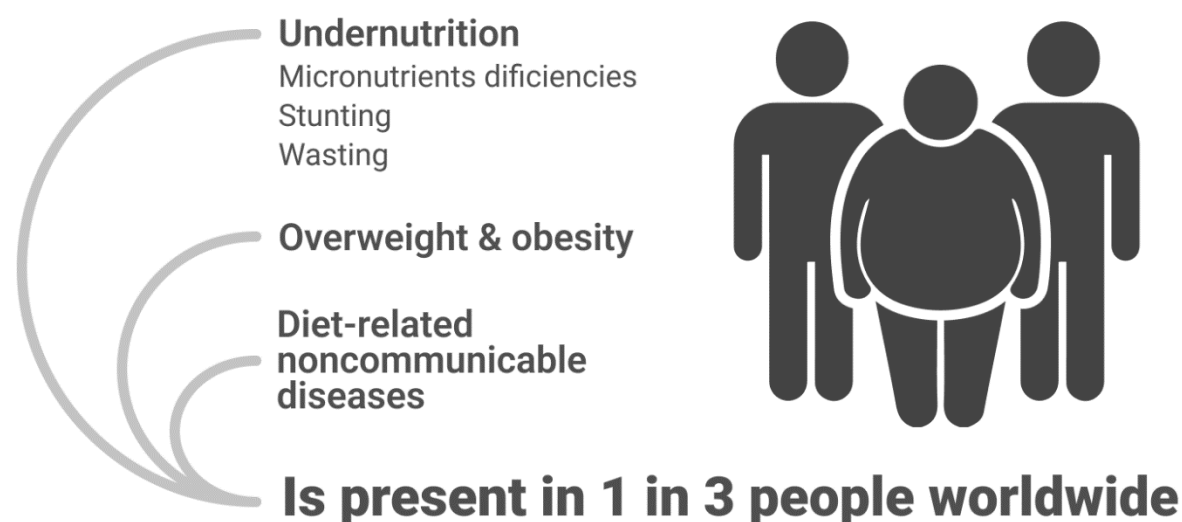 Undernutrition
Micronutrients dificiencies
Stunting
Wasting
Overweight & obesity
Diet-related
noncommunicable
diseases
Is present in 1 in 3 people worldwide